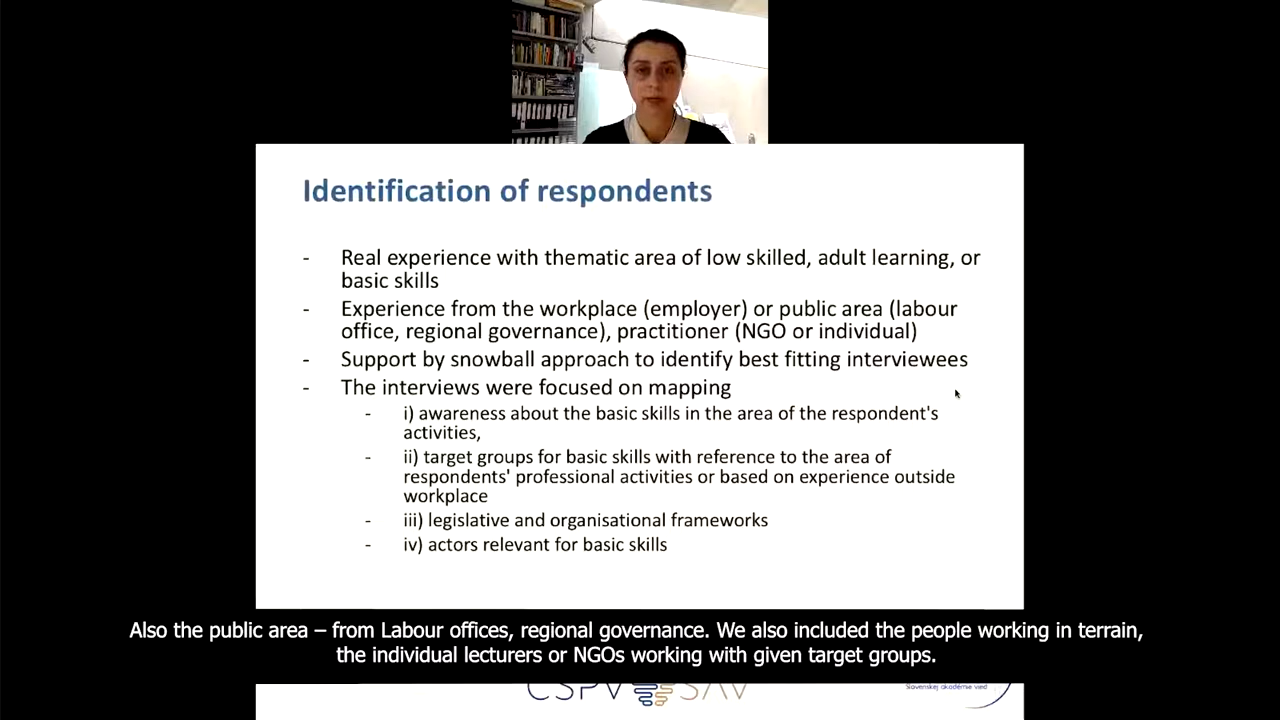 Identification of respondents
- Real experience with thematic area of low skilled, adult learning, or
basic skills
- Experience from the workplace (employer) or public area (labour
office, regional governance), practitioner (NGO or individual)
- Support by snowball approach to identify best fitting interviewees
- The interviews were focused on mapping
- i) awareness about the basic skills in the area of the respondent's
activities,
- ii) target groups for basic skills with reference to the area of
respondents' professional activities or based on experience outside
workplace
- iii) legislative and organisational frameworks
- iv) actors relevant for basic skills
Also the public area – from Labour offices, regional governance. We also included the people working in terrain,
the individual lecturers or NGOs working with given target groups.
CSPV SAV
Slovenskej akadémie vied